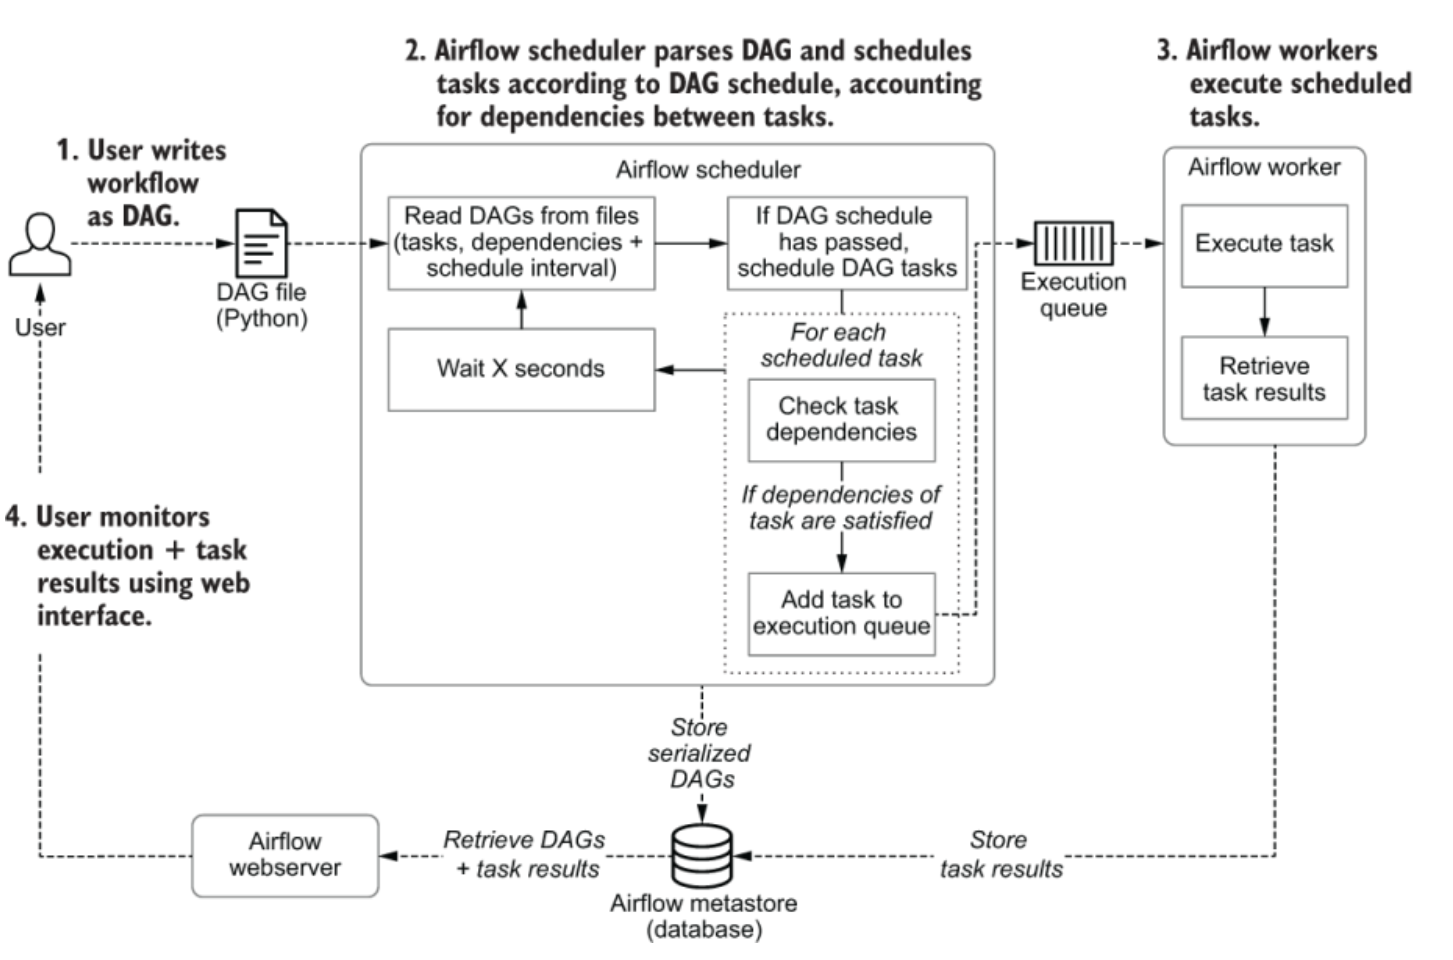 2. Airflow scheduler parses DAG and schedules
tasks according to DAG schedule, accounting
for dependencies between tasks.
3. Airflow workers
execute scheduled
tasks.
1. User writes
workflow
as DAG.
User
DAG file
(Python)
Airflow scheduler
Read DAGs from files
(tasks, dependencies +
schedule interval)
If DAG schedule
has passed,
schedule DAG tasks
Wait X seconds
For each
scheduled task
Check task
dependencies
If dependencies of
task are satisfied
Add task to
execution queue
Execution
queue
Airflow worker
Execute task
Retrieve
task results
4. User monitors
execution + task
results using web
interface.
Store
serialized
DAGs
Airflow
webserver
Retrieve DAGs
+ task results
Airflow metastore
(database)
Store
task results